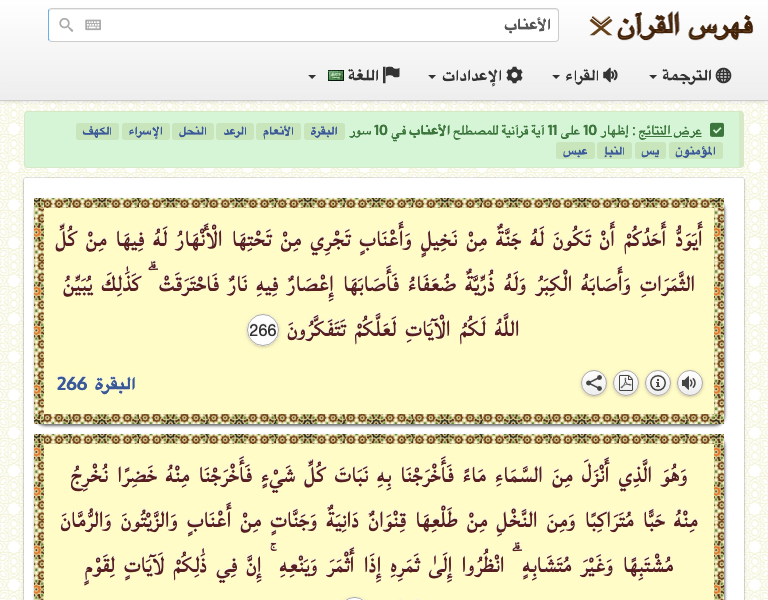 فهرس القرآن
الأعناب
الترجمة القراء الإعدادات اللغة
عرض النتائج : إظهار 10 على 11 آية قرآنية للمصطلح الأعناب في 10 سور البقرة الأنعام الرعد النحل الإسراء الكهف
المؤمنون يس النبإ عبس
أَيَوَدُّ أَحَدُكُمْ أَنْ تَكُونَ لَهُ جَنَّةٌ مِنْ نَخِيلٍ وَأَعْنَابٍ تَجْرِي مِنْ تَحْتِهَا الْأَنْهَارُ لَهُ فِيهَا مِنْ كُلِّ
الثَّمَرَاتِ وَأَصَابَهُ الْكِبَرُ وَلَهُ ذُرِّيَّةٌ ضُعَفَاءُ فَأَصَابَهَا إِعْصَارٌ فِيهِ نَارٌ فَاحْتَرَقَتْ ۗ كَذَٰلِكَ يُبَيِّنُ
اللَّهُ لَكُمُ الْآيَاتِ لَعَلَّكُمْ تَتَفَكَّرُونَ 266
البقرة 266
وَهُوَ الَّذِي أَنْزَلَ مِنَ السَّمَاءِ مَاءً فَأَخْرَجْنَا بِهِ نَبَاتَ كُلِّ شَيْءٍ فَأَخْرَجْنَا مِنْهُ خَضِرًا نُخْرِجُ
مِنْهُ حَبًّا مُتَرَاكِبًا وَمِنَ النَّخْلِ مِنْ طَلْعِهَا قِنْوَانٌ دَانِيَةٌ وَجَنَّاتٍ مِنْ أَعْنَابٍ وَالزَّيْتُونَ وَالرُّمَّانَ
مُشْتَبِهًا وَغَيْرَ مُتَشَابِهٍ ۗ انْظُرُوا إِلَىٰ ثَمَرِهِ إِذَا أَثْمَرَ وَيَنْعِهِ ۚ إِنَّ فِي ذَٰلِكُمْ لَآيَاتٍ لِقَوْمٍ